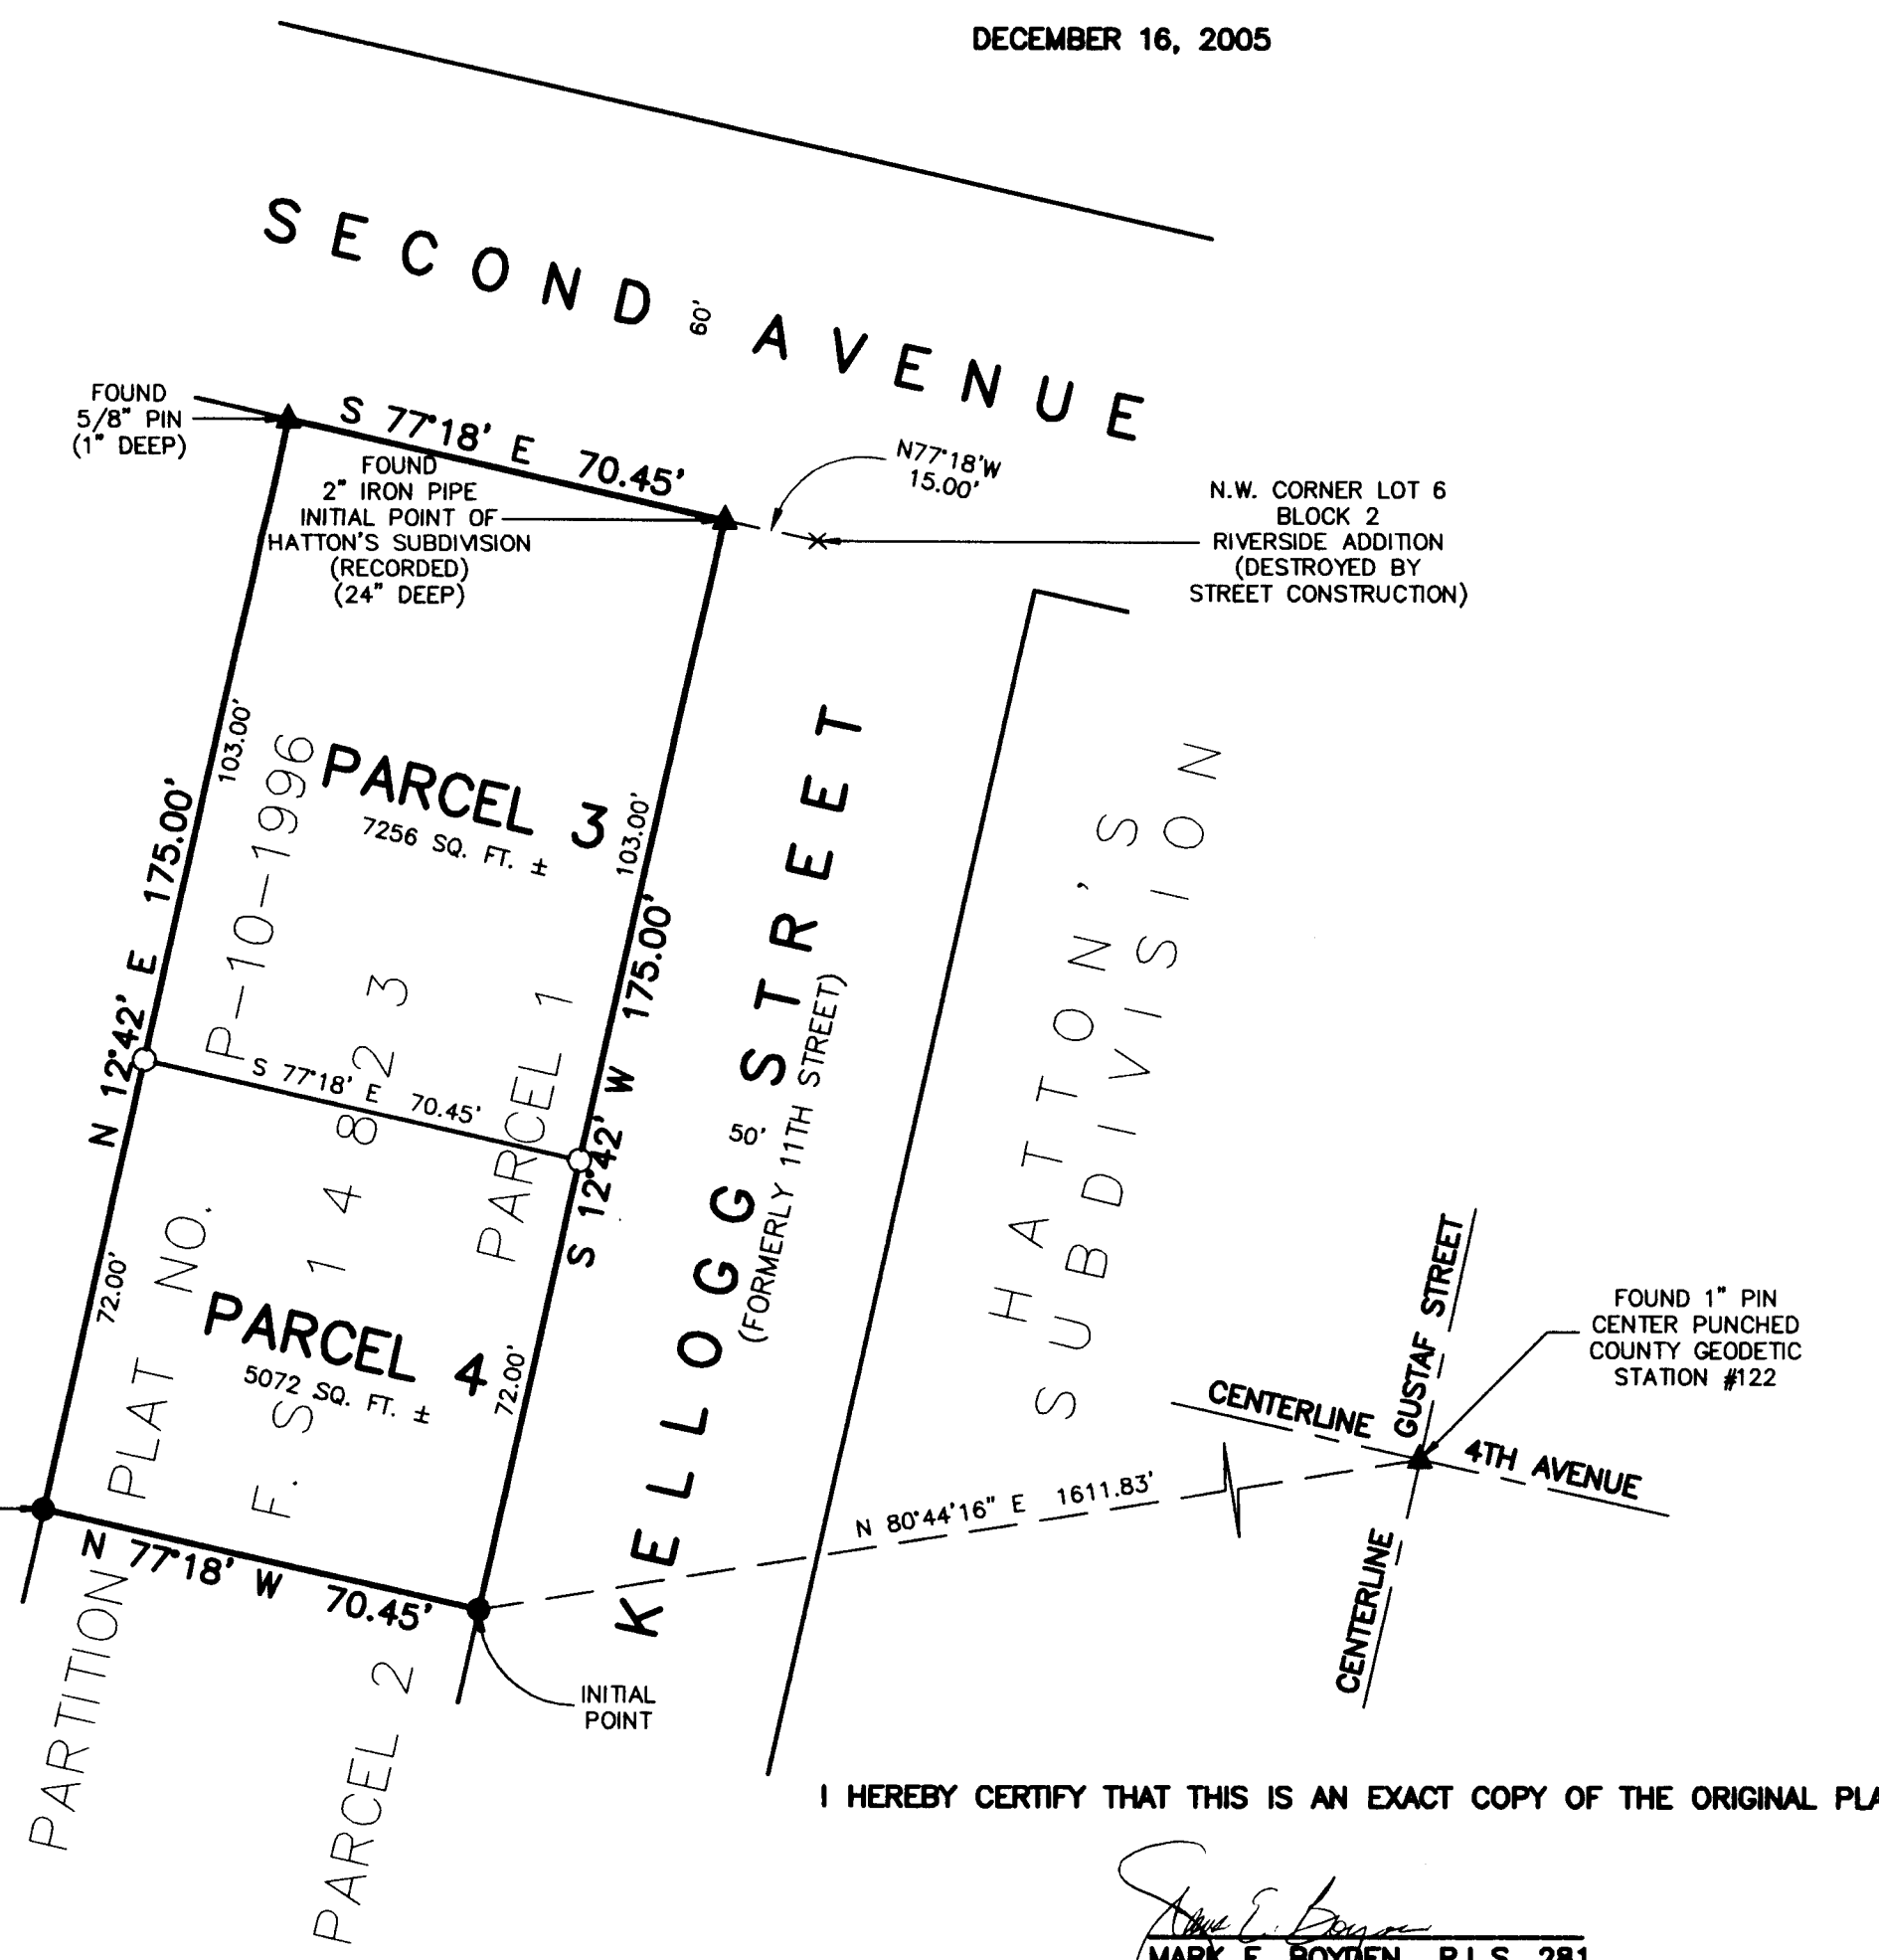 DECEMBER 16, 2005
SECOND AVENUE
60'
FOUND
5/8" PIN
(1" DEEP)
S 77°18' E 70.45'
FOUND
2" IRON PIPE
INITIAL POINT OF
HATTON'S SUBDIVISION
(RECORDED)
(24" DEEP)
N77°18'W
15.00'
N.W. CORNER LOT 6
BLOCK 2
RIVERSIDE ADDITION
(DESTROYED BY
STREET CONSTRUCTION)
103.00'
N 12°42' E 175.00'
PARCEL 3
7256 SQ. FT. ±
103.00'
S 12°42' W 175.00'
S 77°18' E 70.45'
PARTITION PLAT NO. P-10-1996
F. S. 14823
PARCEL 1
KELLOGG STREET
50'
(FORMERLY 11TH STREET)
HATTON'S
SUBDIVISION
72.00'
PARCEL 4
5072 SQ. FT. ±
72.00'
N 77°18' W 70.45'
PARCEL 2
INITIAL
POINT
N 80°44'16" E 1611.83'
CENTERLINE 4TH AVENUE
CENTERLINE GUSTAF STREET
FOUND 1" PIN
CENTER PUNCHED
COUNTY GEODETIC
STATION #122
I HEREBY CERTIFY THAT THIS IS AN EXACT COPY OF THE ORIGINAL PLA
MARK E. BOYDEN P.L.S. 281